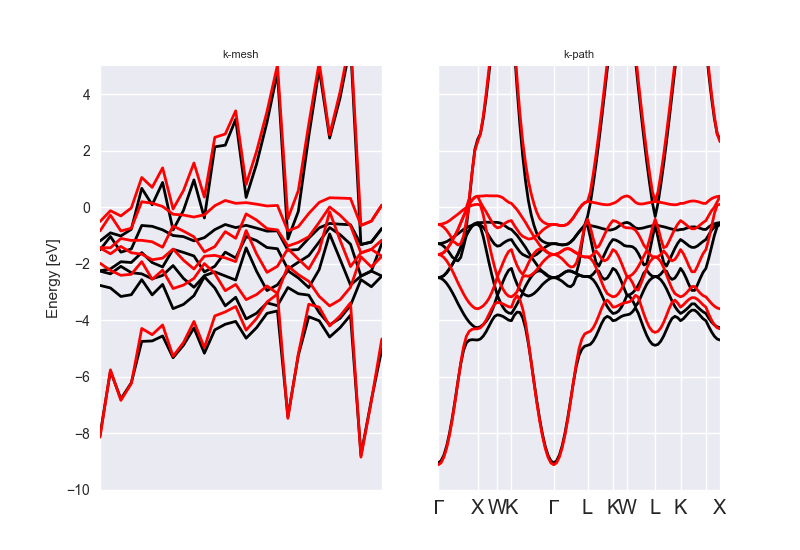 k-mesh
k-path
Energy [eV]
4
2
0
−2
−4
−6
−8
−10
Γ X W K Γ L K W L K X